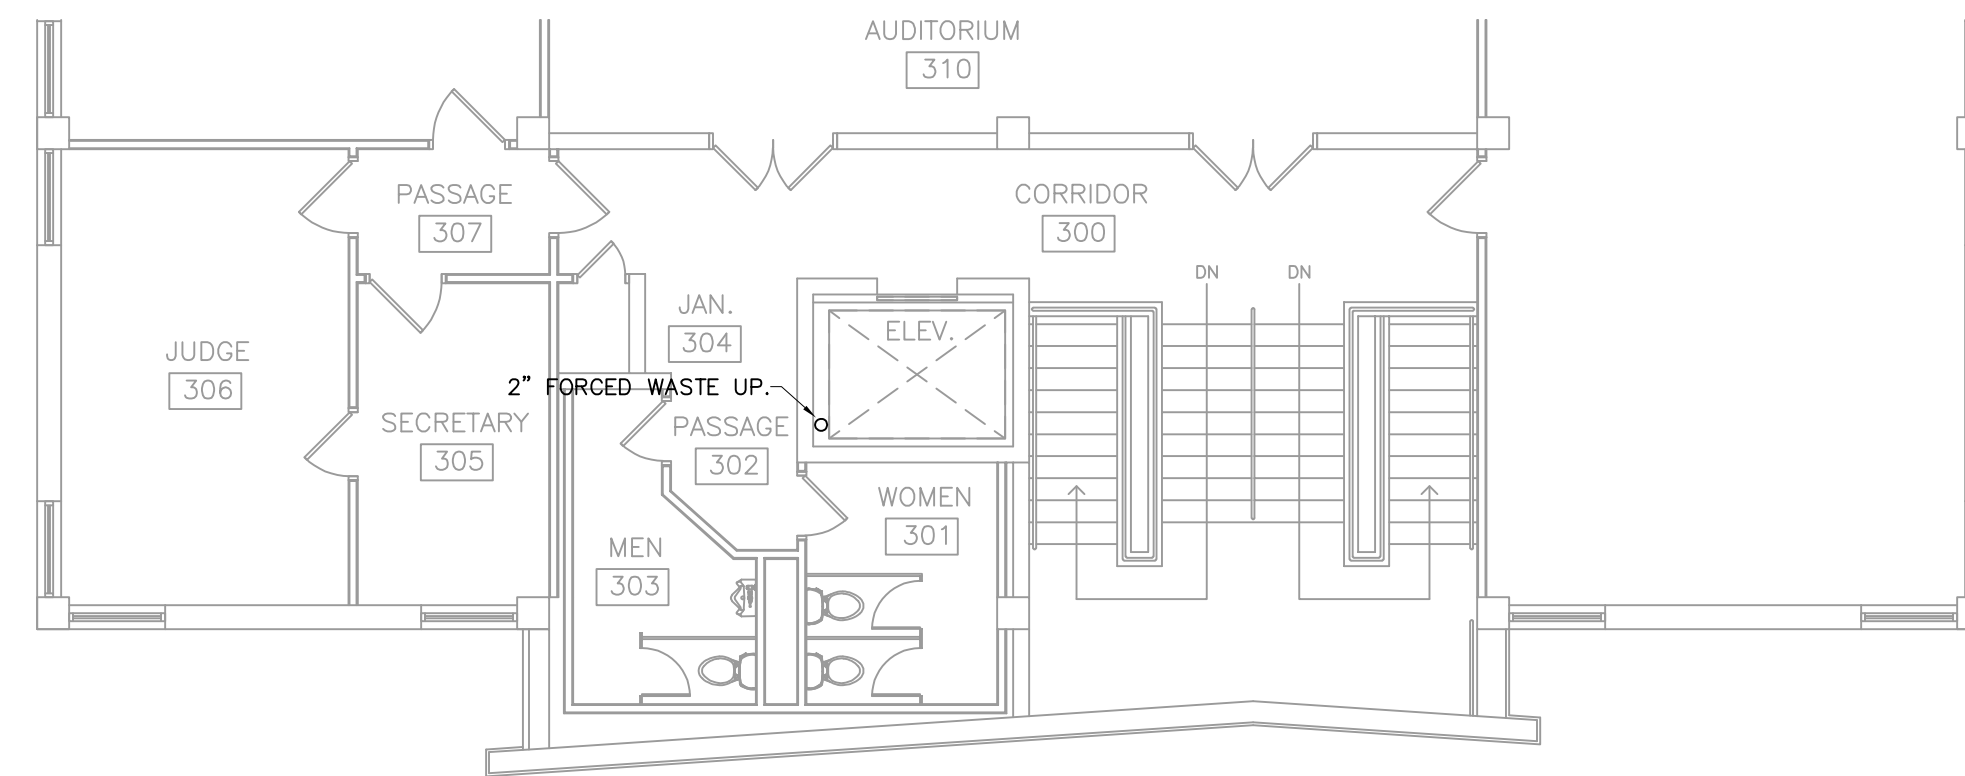 AUDITORIUM
310
PASSAGE
307
CORRIDOR
300
DN
DN
JAN.
304
ELEV.
JUDGE
306
2” FORCED WASTE UP.
SECRETARY
305
PASSAGE
302
WOMEN
301
MEN
303